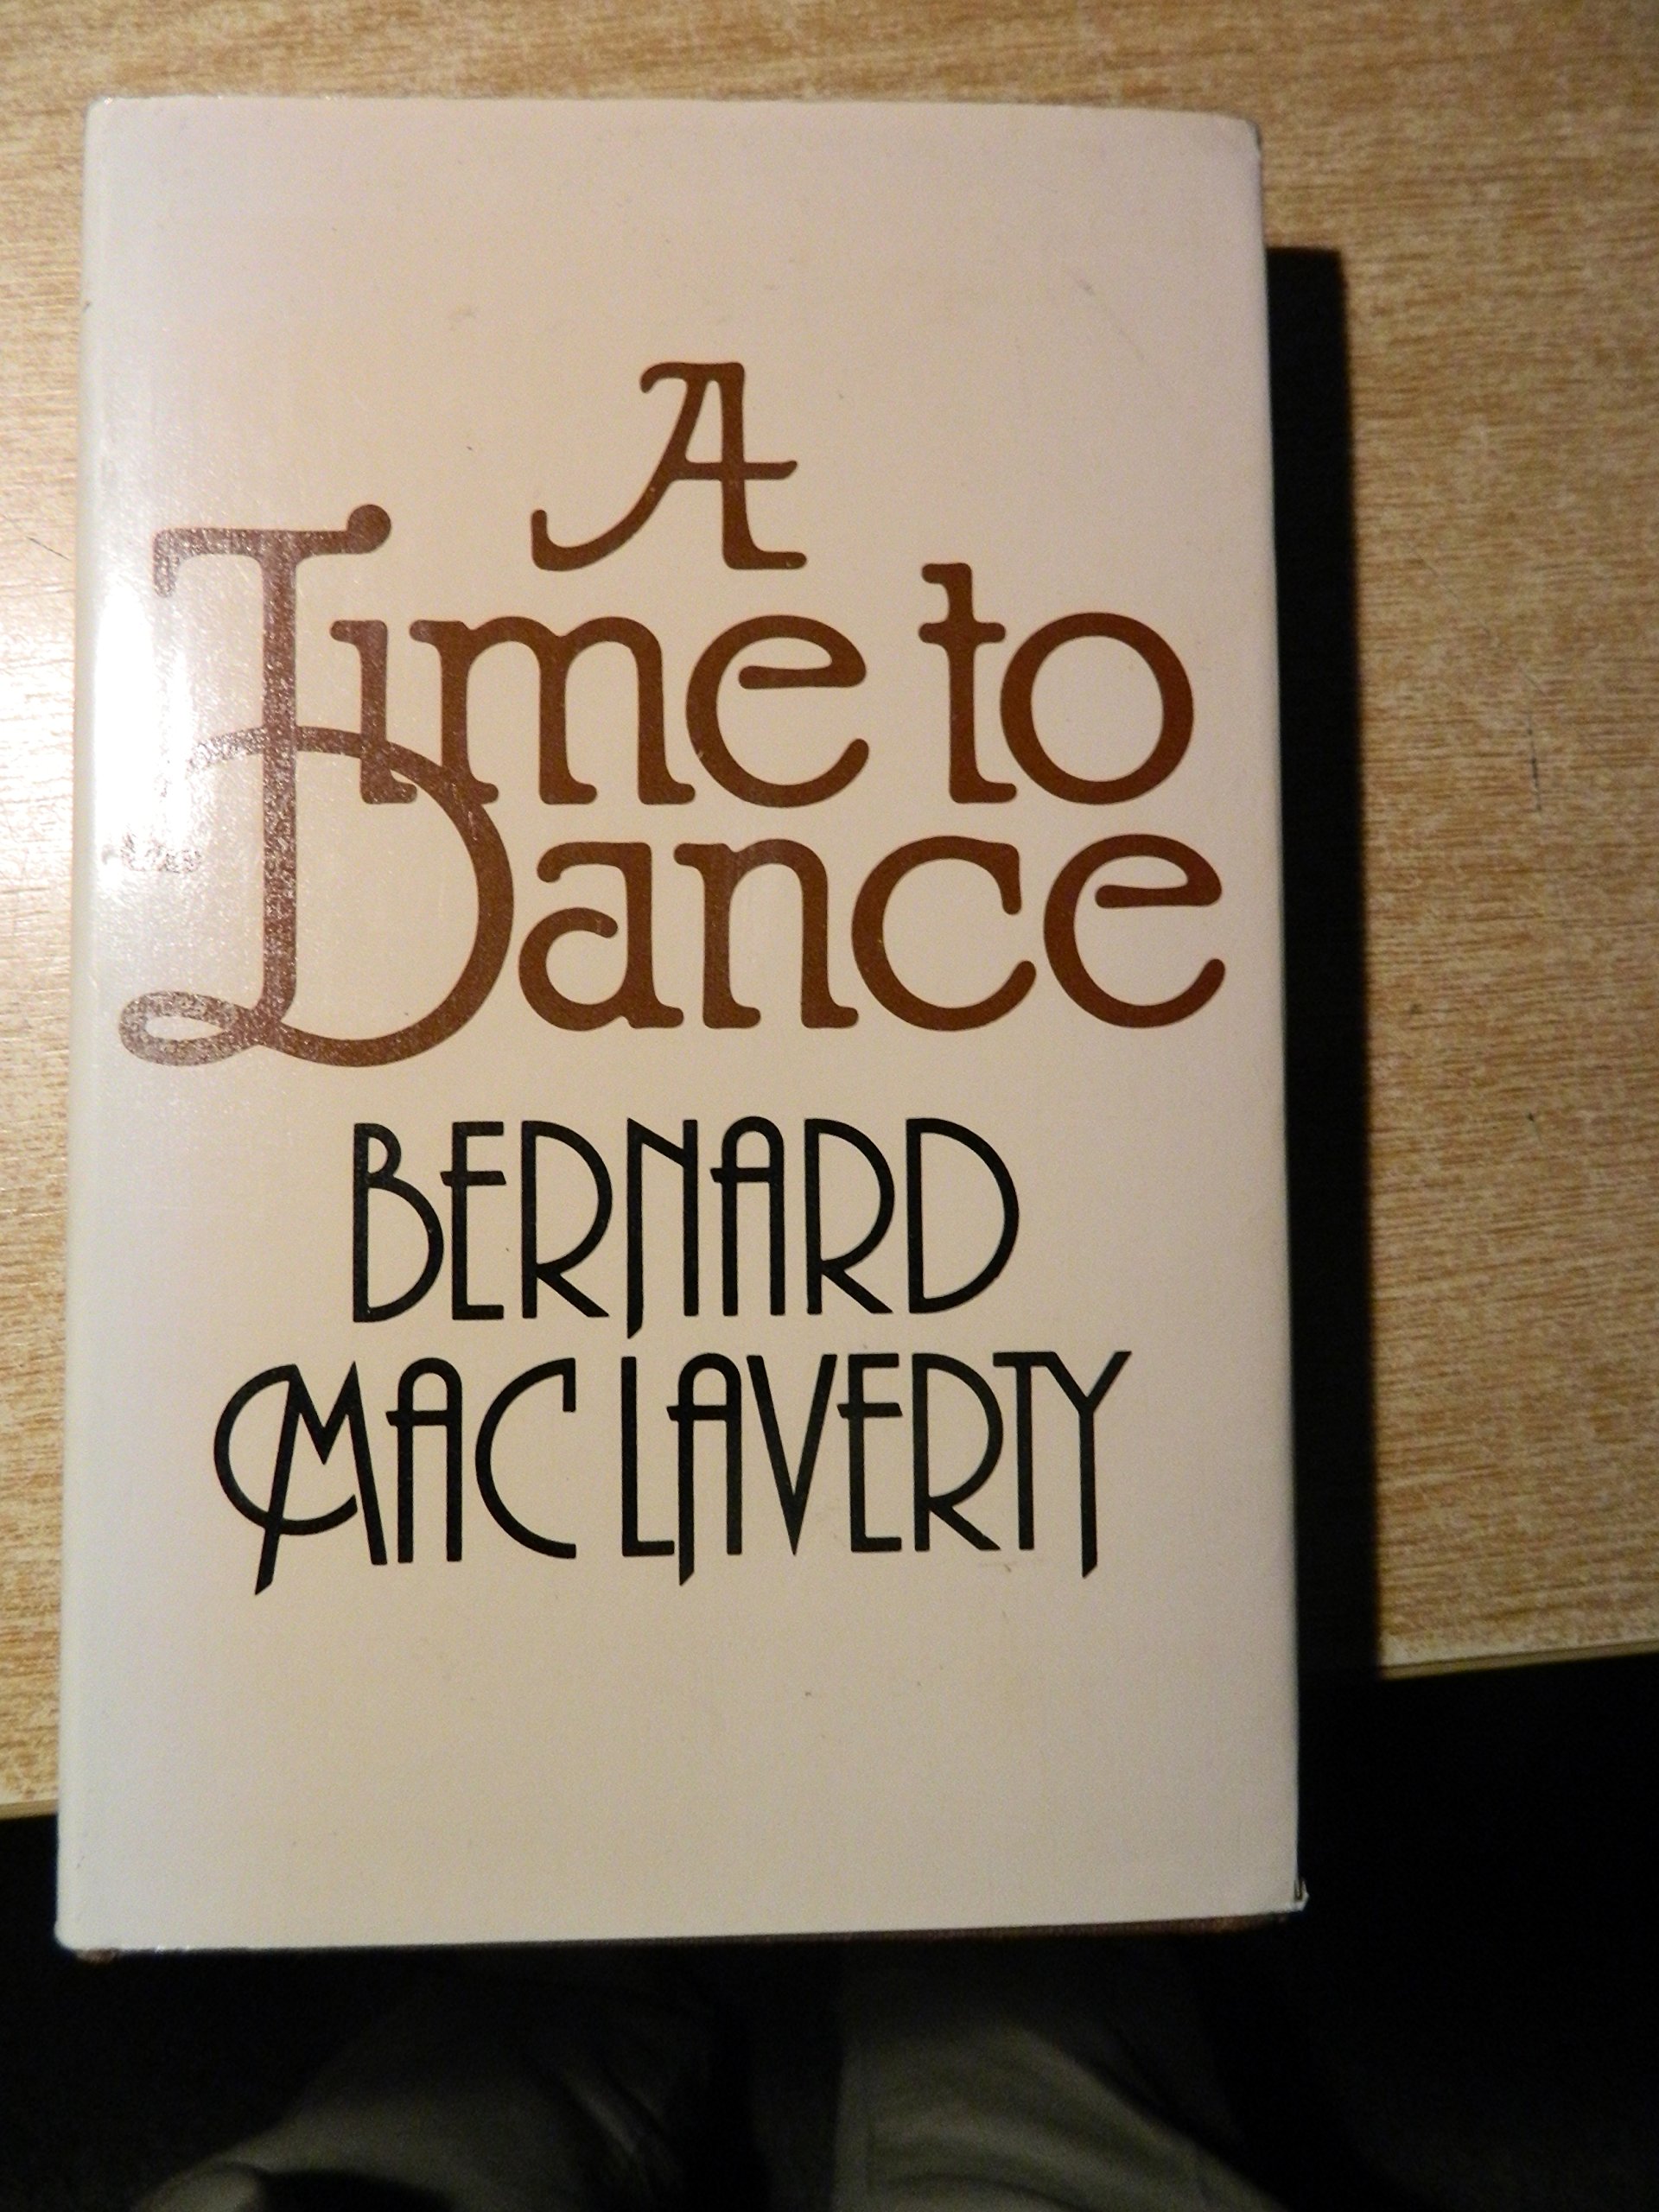 A
Time to
Dance
BERNARD
MAC LAVERTY